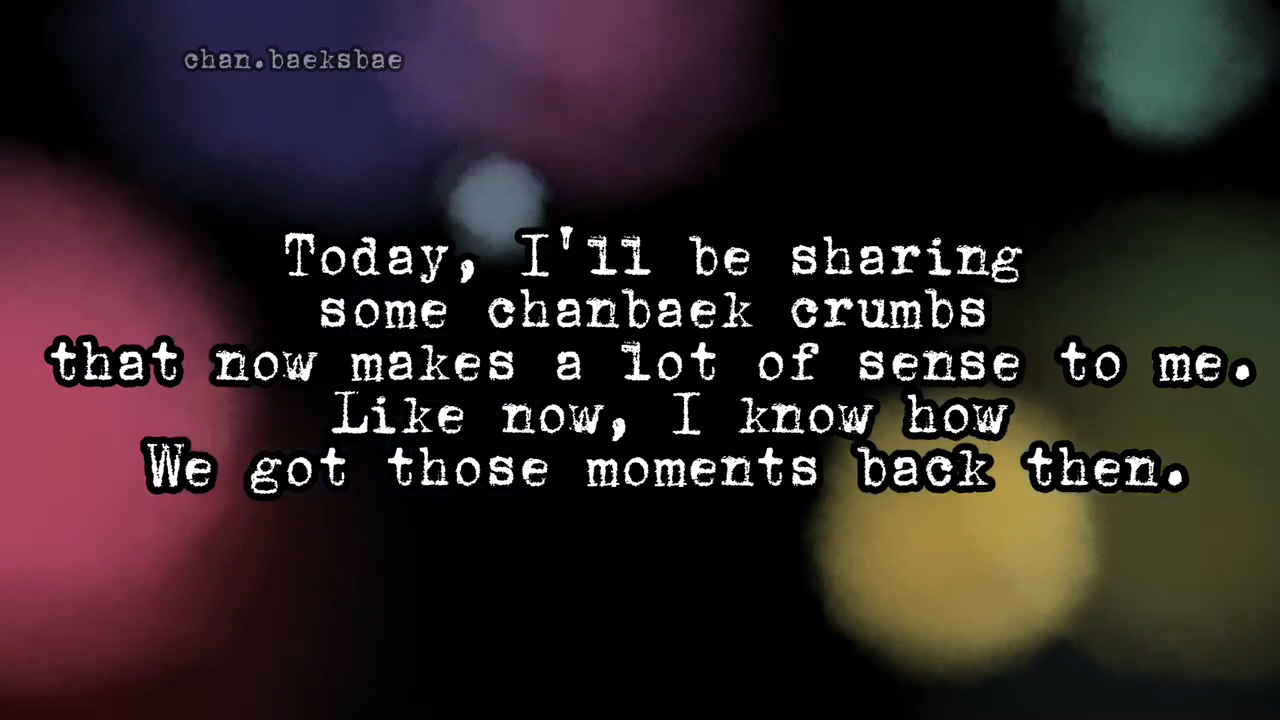 chan.baeksbae
Today, I'll be sharing
some chanbaek crumbs
that now makes a lot of sense to me.
Like now, I know how
We got those moments back then.